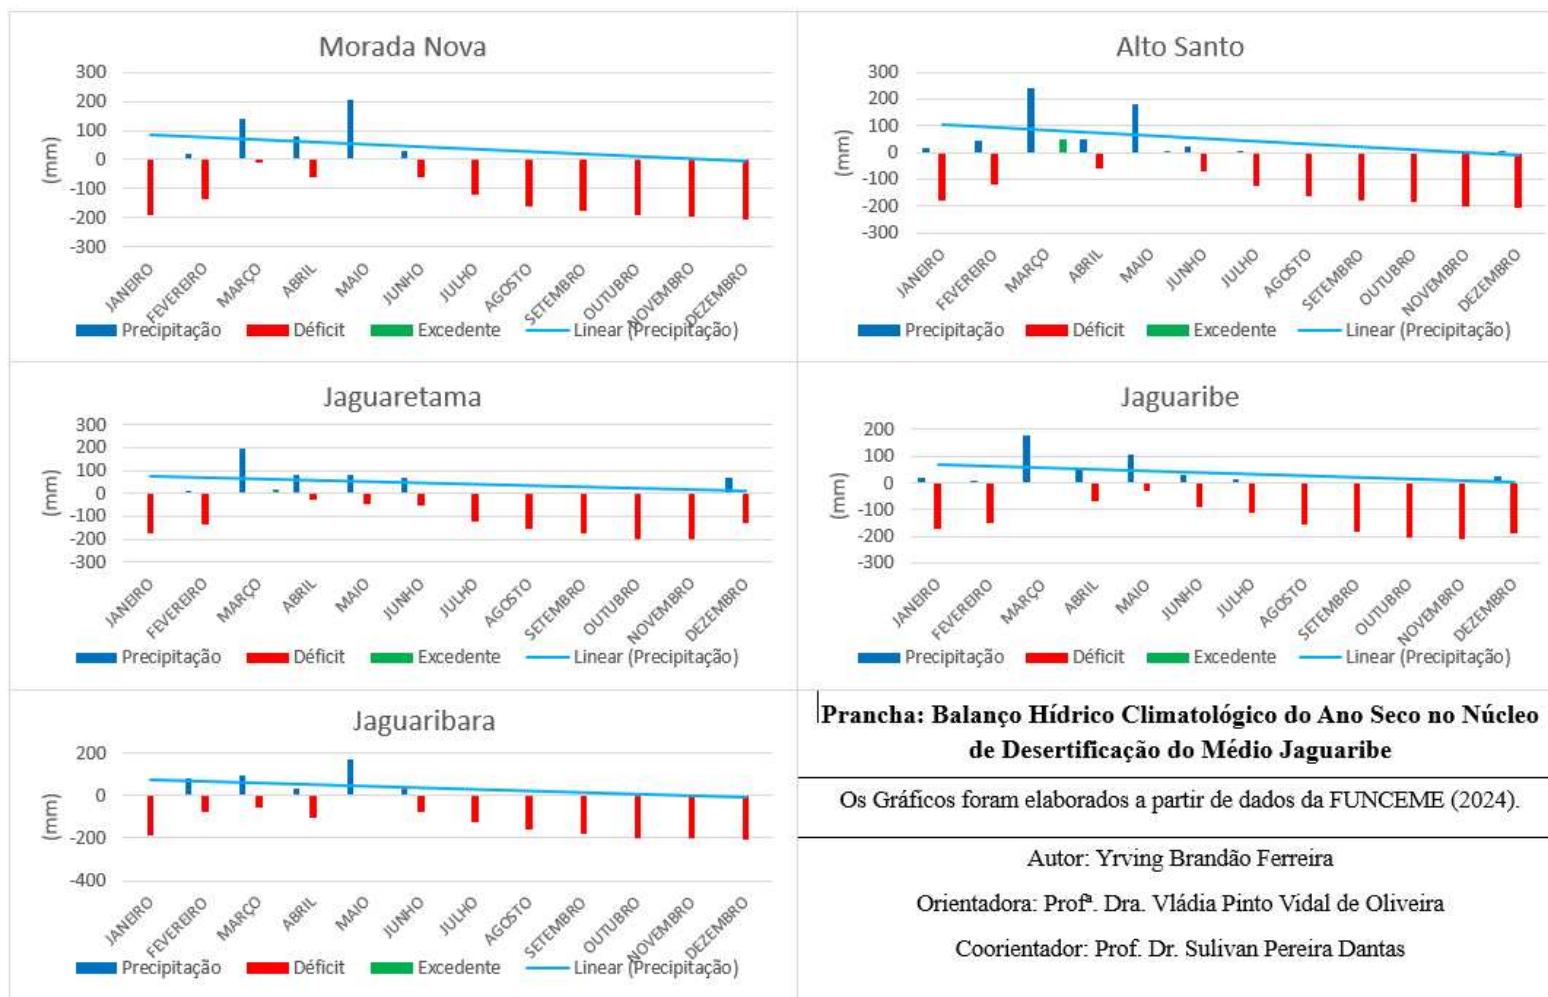 Morada Nova
300
200
100
0
-100
-200
-300
(mm)
JANEIRO
FEVEREIRO
MARÇO
ABRIL
MAIO
JUNHO
JULHO
AGOSTO
SETEMBRO
OUTUBRO
NOVEMBRO
DEZEMBRO
Precipitação Déficit Excedente Linear (Precipitação)
Alto Santo
300
200
100
0
-100
-200
-300
(mm)
JANEIRO
FEVEREIRO
MARÇO
ABRIL
MAIO
JUNHO
JULHO
AGOSTO
SETEMBRO
OUTUBRO
NOVEMBRO
DEZEMBRO
Precipitação Déficit Excedente Linear (Precipitação)
Jaguaretama
300
200
100
0
-100
-200
-300
(mm)
JANEIRO
FEVEREIRO
MARÇO
ABRIL
MAIO
JUNHO
JULHO
AGOSTO
SETEMBRO
OUTUBRO
NOVEMBRO
DEZEMBRO
Precipitação Déficit Excedente Linear (Precipitação)
Jaguaribe
200
100
0
-100
-200
-300
(mm)
JANEIRO
FEVEREIRO
MARÇO
ABRIL
MAIO
JUNHO
JULHO
AGOSTO
SETEMBRO
OUTUBRO
NOVEMBRO
DEZEMBRO
Precipitação Déficit Excedente Linear (Precipitação)
Jaguaribara
200
0
-200
-400
(mm)
JANEIRO
FEVEREIRO
MARÇO
ABRIL
MAIO
JUNHO
JULHO
AGOSTO
SETEMBRO
OUTUBRO
NOVEMBRO
DEZEMBRO
Precipitação Déficit Excedente Linear (Precipitação)
Prancha: Balanço Hídrico Climatológico do Ano Seco no Núcleo
de Desertificação do Médio Jaguaribe
Os Gráficos foram elaborados a partir de dados da FUNCEME (2024).
Autor: Yrving Brandão Ferreira
Orientadora: Profª. Dra. Vládia Pinto Vidal de Oliveira
Coorientador: Prof. Dr. Sulivan Pereira Dantas